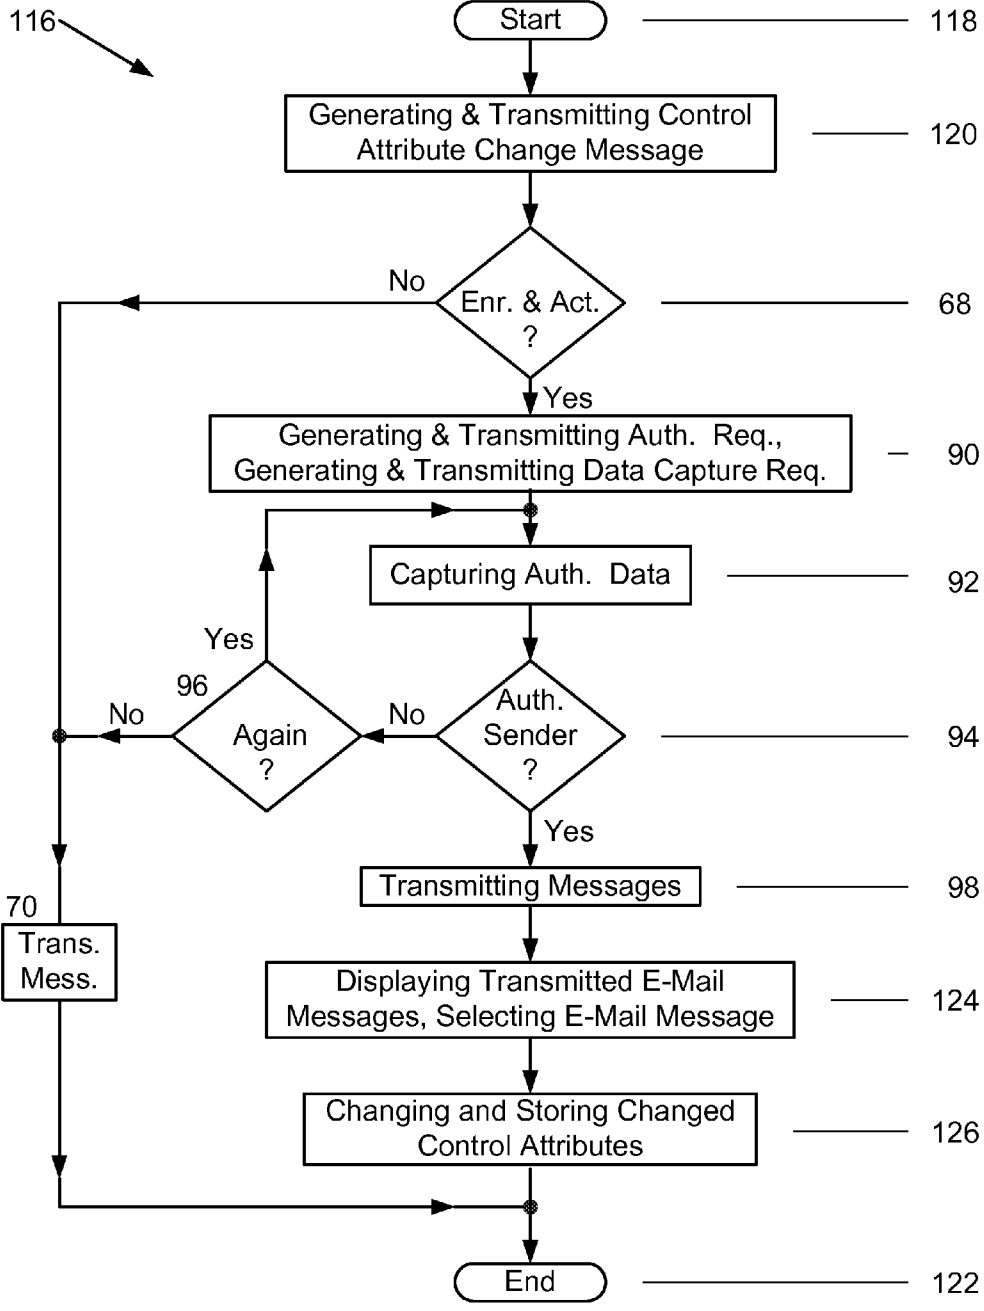 116
Start
118
Generating & Transmitting Control
Attribute Change Message
120
No
Enr. & Act.
?
68
Yes
Generating & Transmitting Auth. Req.,
Generating & Transmitting Data Capture Req.
90
Capturing Auth. Data
92
Yes
96
No
Again
?
No
Auth.
Sender
?
94
Yes
Transmitting Messages
98
70
Trans.
Mess.
Displaying Transmitted E-Mail
Messages, Selecting E-Mail Message
124
Changing and Storing Changed
Control Attributes
126
End
122